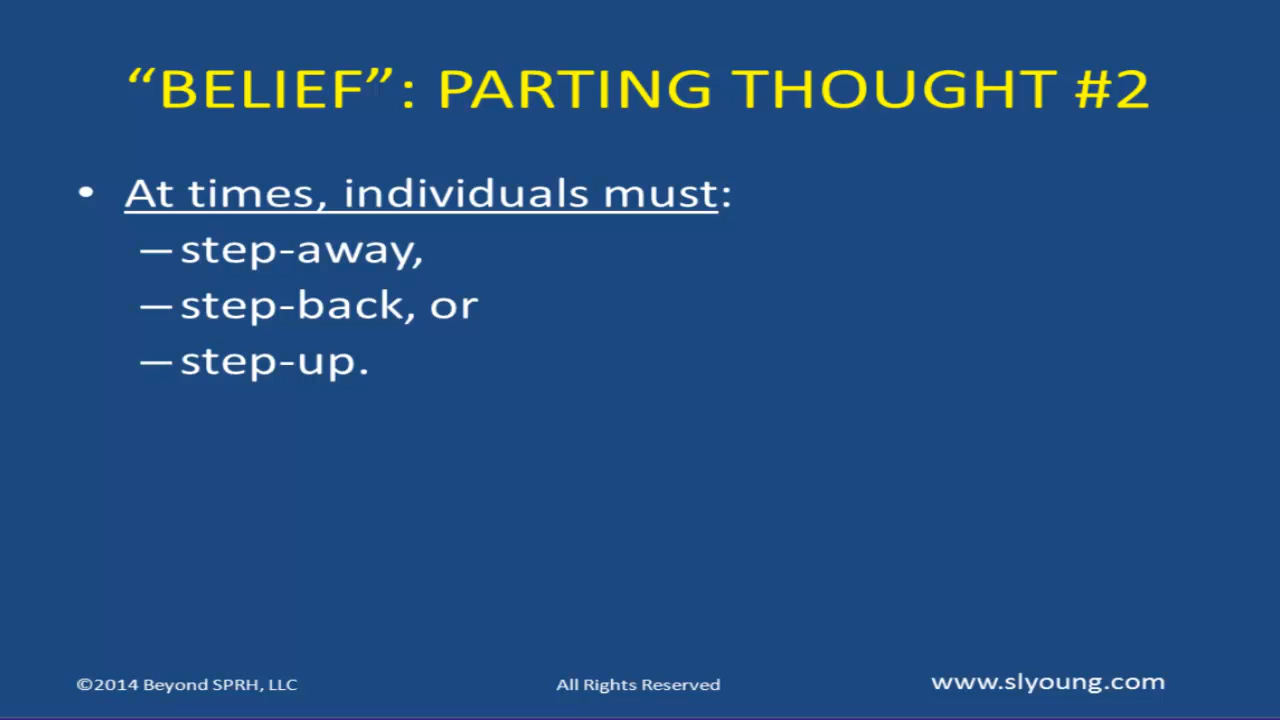 “BELIEF”: PARTING THOUGHT #2
• At times, individuals must:
–step-away,
–step-back, or
–step-up.
©2014 Beyond SPRH, LLC
All Rights Reserved
www.slyoung.com